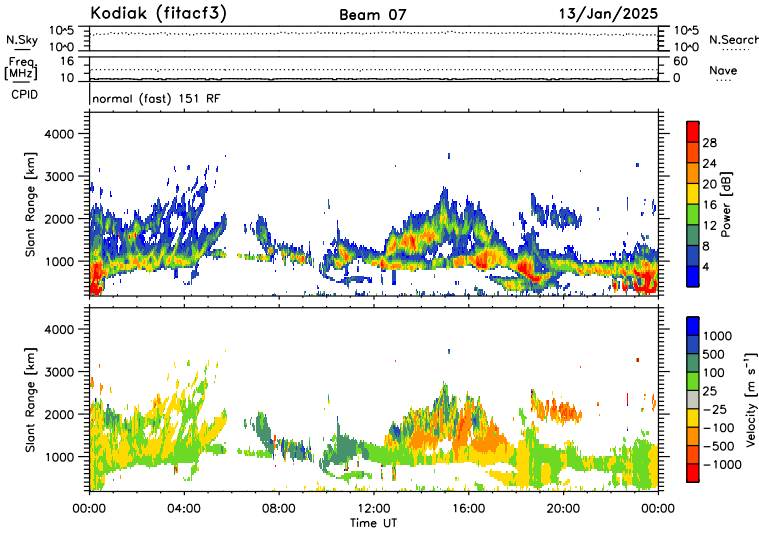 Kodiak (fitacf3) Beam 07 13/Jan/2025
N.Sky 10^5 10^5 N.Search
10^0 10^0
Freq. 16 60
[MHz] 10 0 Nave
CPID normal (fast) 151 RF
Slant Range [km]
4000
3000
2000
1000
Power [dB]
28
24
20
16
12
8
4
Slant Range [km]
4000
3000
2000
1000
Velocity [m s⁻¹]
1000
500
100
25
−25
−100
−500
−1000
00:00 04:00 08:00 12:00 16:00 20:00 00:00
Time UT